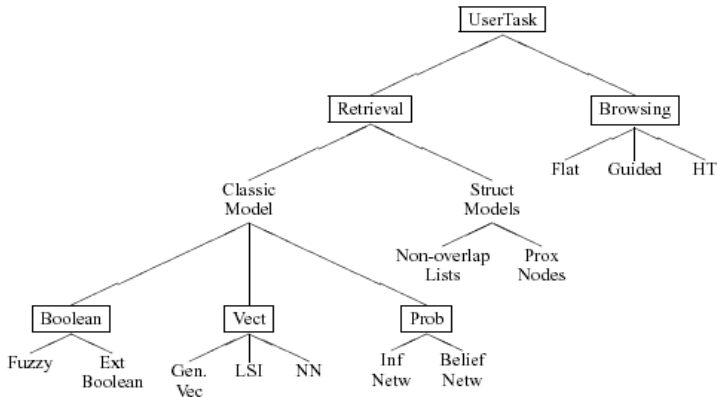 UserTask
Retrieval
Browsing
Flat
Guided
HT
Classic
Model
Struct
Models
Non-overlap
Lists
Prox
Nodes
Boolean
Vect
Prob
Fuzzy
Ext
Boolean
Gen.
Vec
LSI
NN
Inf
Netw
Belief
Netw